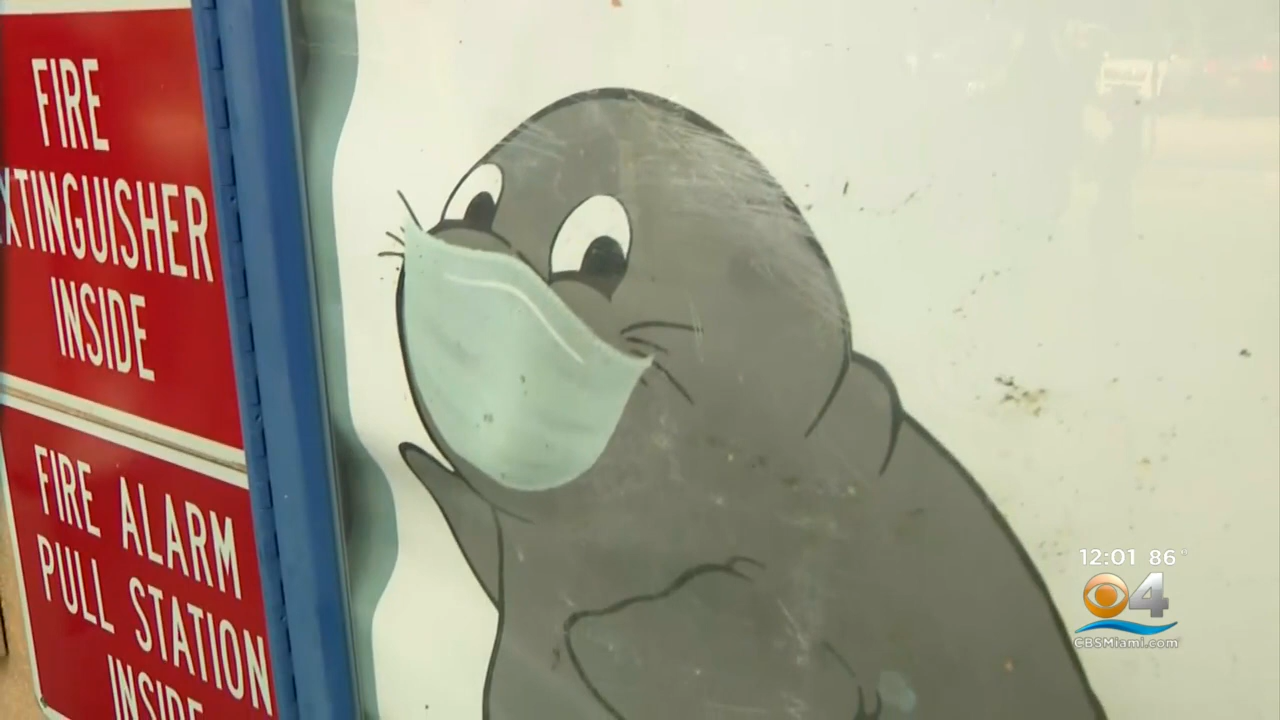 FIRE
XTINGUISHER
INSIDE
FIRE ALARM
PULL STATION
INSIDE
12:01 86°
4
CBSMiami.com